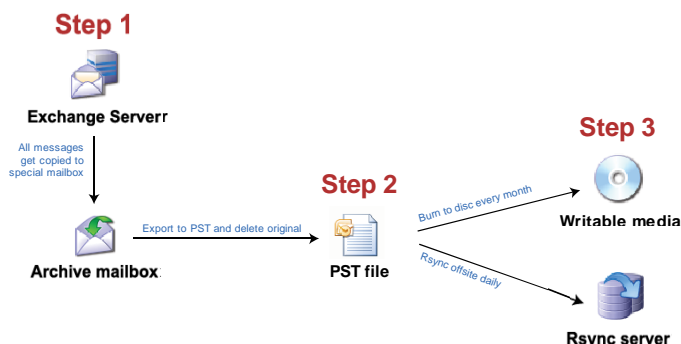 Step 1
Exchange Serverr
All messages
get copied to
special mailbox
Archive mailbox
Export to PST and delete original
Step 2
PST file
Burn to disc every month
Rsync offsite daily
Step 3
Writable media
Rsync server